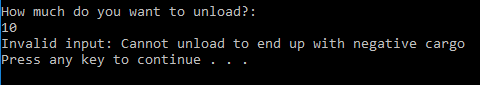 How much do you want to unload?:
10
Invalid input: Cannot unload to end up with negative cargo
Press any key to continue . . .